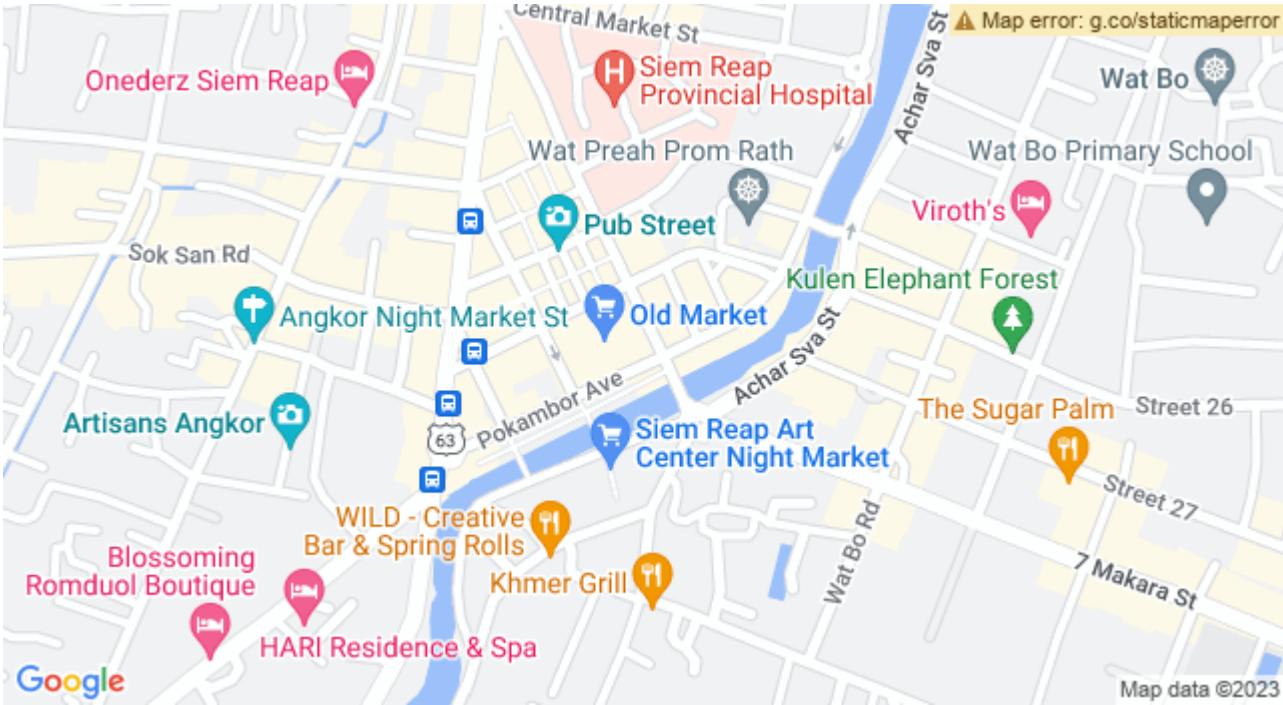 Central Market St
Map error: g.co/staticmaperror
Onederz Siem Reap
H
Siem Reap
Provincial Hospital
Achar Sva St
Wat Bo
Wat Preah Prom Rath
Wat Bo Primary School
Viroth's
Pub Street
Sok San Rd
Kulen Elephant Forest
Angkor Night Market St
Old Market
Achar Sva St
Pokambor Ave
Artisans Angkor
63
Street 26
The Sugar Palm
Siem Reap Art
Center Night Market
Street 27
WILD - Creative
Bar & Spring Rolls
Wat Bo Rd
Blossoming
Romduol Boutique
Khmer Grill
7 Makara St
HARI Residence & Spa
Google
Map data ©2023